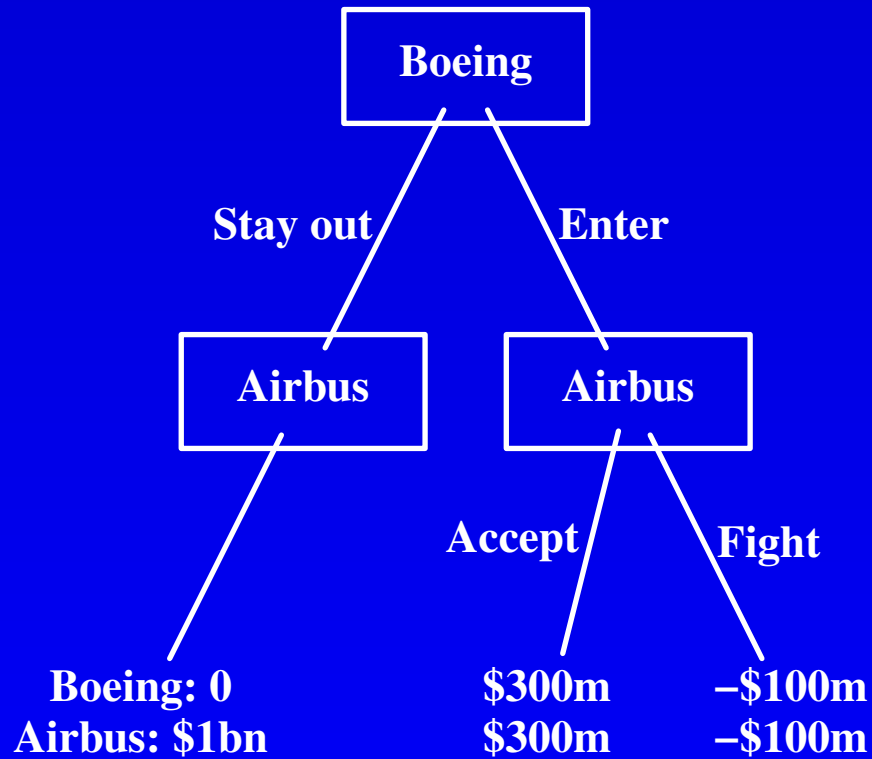 Boeing
Stay out
Enter
Airbus
Airbus
Accept
Fight
Boeing: 0
$300m
−$100m
Airbus: $1bn
$300m
−$100m